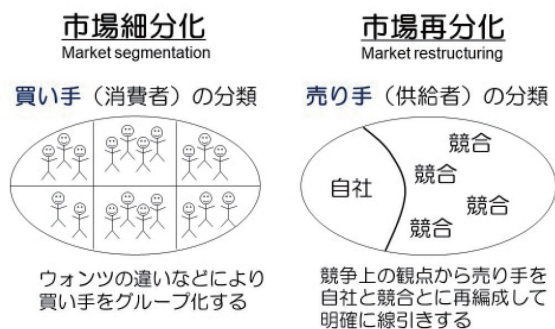 市場細分化
Market segmentation
買い手（消費者）の分類
ウォンツの違いなどにより
買い手をグループ化する
市場再分化
Market restructuring
売り手（供給者）の分類
自社
競合
競合
競合
競合
競争上の観点から売り手を
自社と競合とに再編成して
明確に線引きする